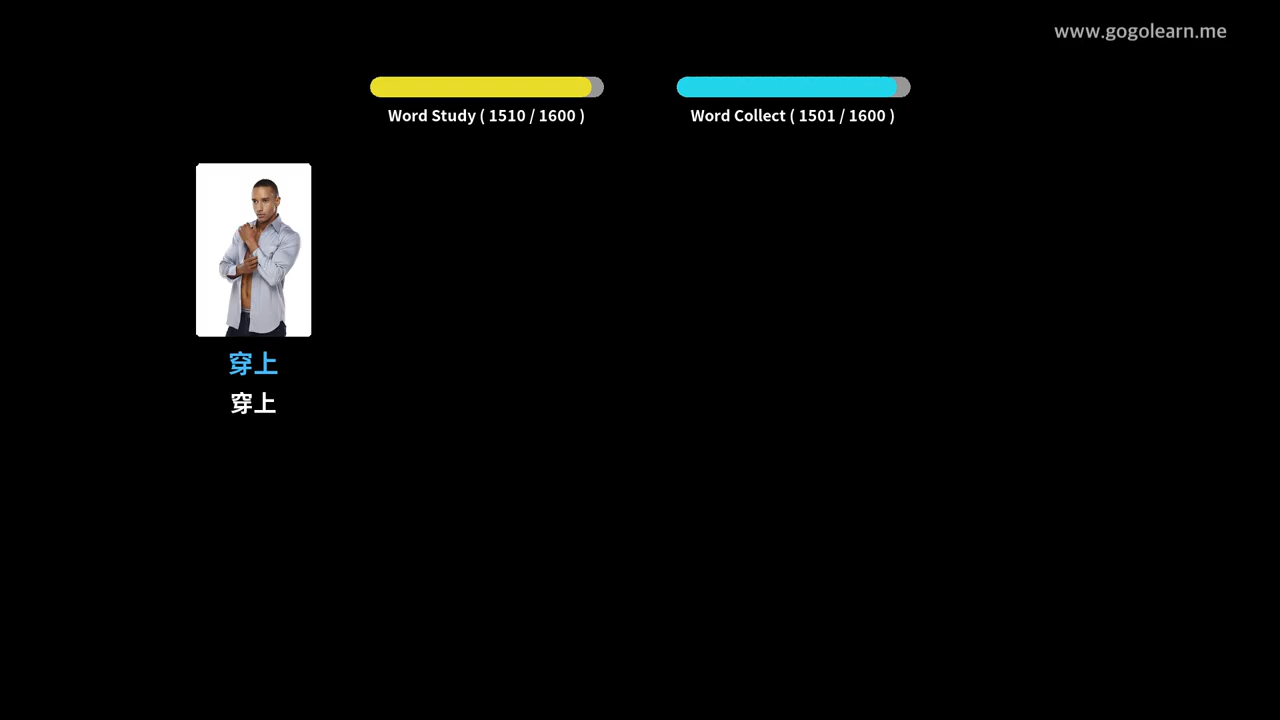 www.gogolearn.me
Word Study ( 1510 / 1600 )
Word Collect ( 1501 / 1600 )
穿上
穿上